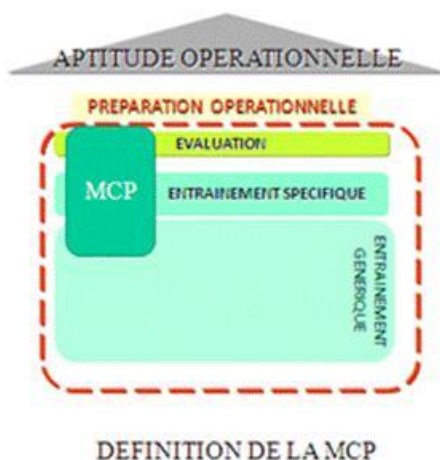 APTITUDE OPERATIONNELLE
PREPARATION OPERATIONNELLE
EVALUATION
MCP
ENTRAINEMENT SPECIFIQUE
ENTRAINEMENT
GENERIQUE
DEFINITION DE LA MCP